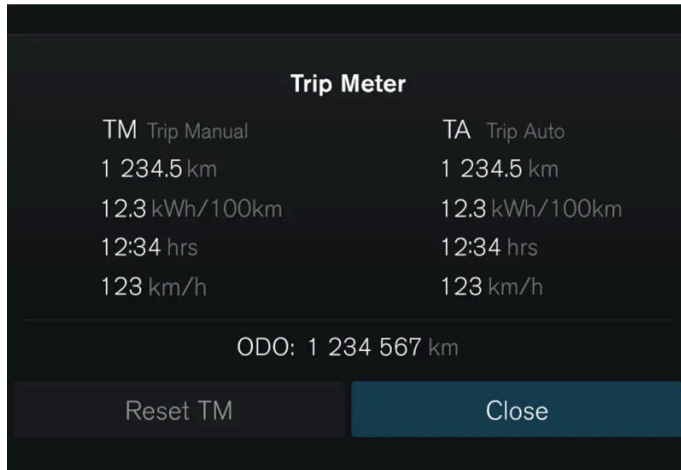 Trip Meter
TM Trip Manual
1 234.5 km
12.3 kWh/100km
12:34 hrs
123 km/h
TA Trip Auto
1 234.5 km
12.3 kWh/100km
12:34 hrs
123 km/h
ODO: 1 234 567 km
Reset TM
Close